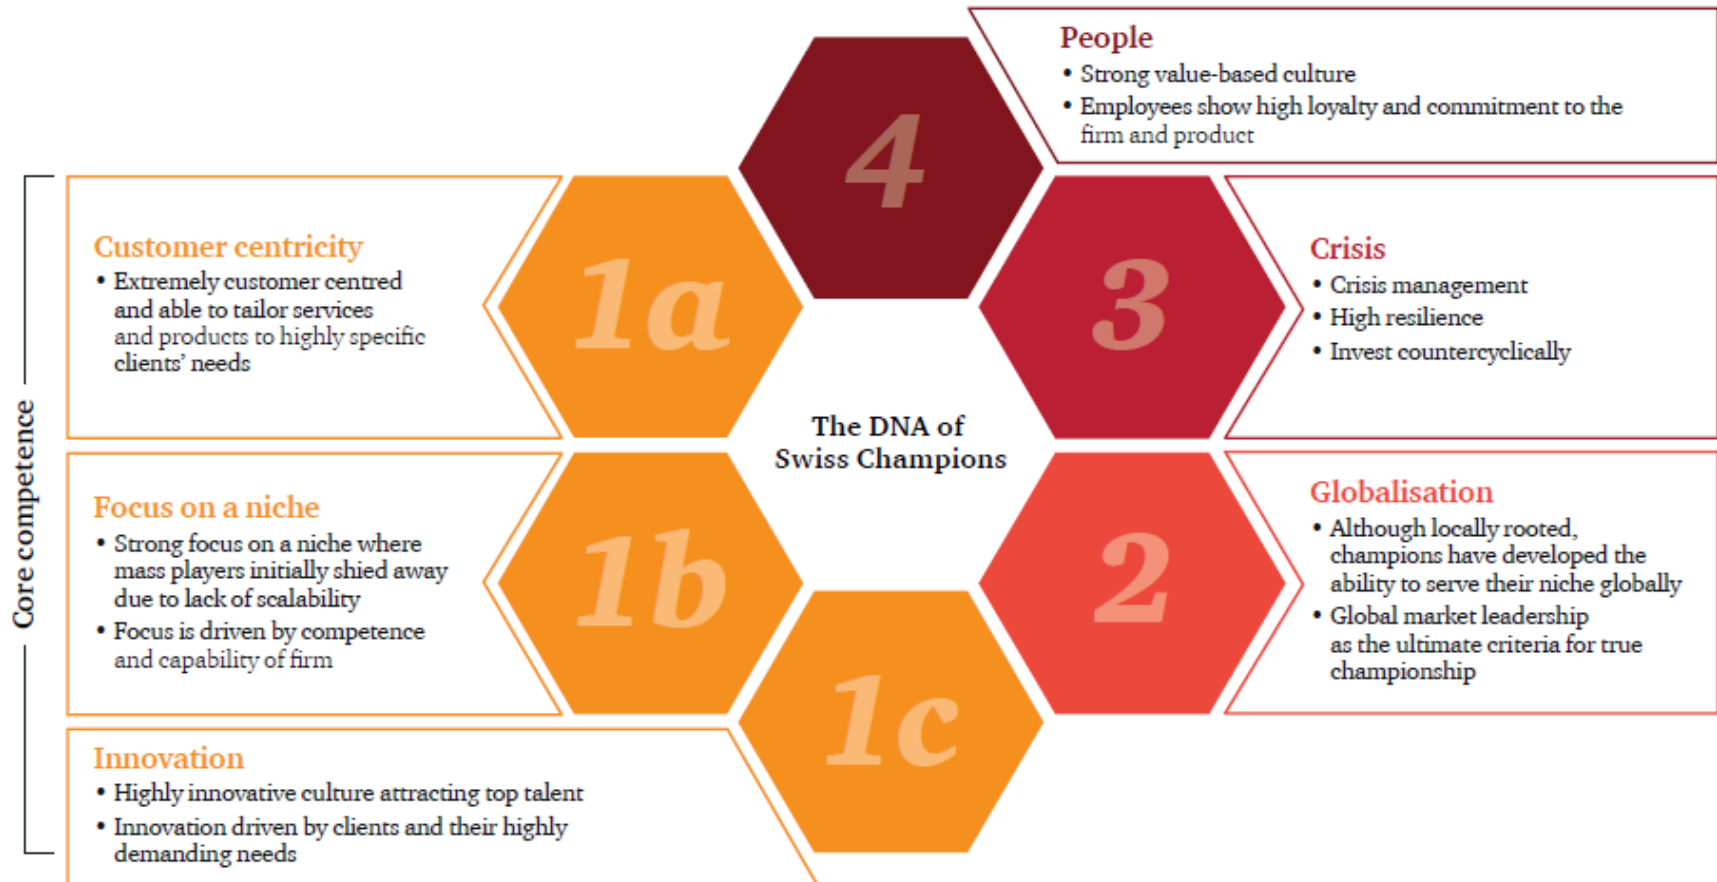 People
• Strong value-based culture
• Employees show high loyalty and commitment to the
firm and product
4
Core competence
Customer centricity
• Extremely customer centred
and able to tailor services
and products to highly specific
clients’ needs
1a
3
Crisis
• Crisis management
• High resilience
• Invest countercyclically
The DNA of
Swiss Champions
Focus on a niche
• Strong focus on a niche where
mass players initially shied away
due to lack of scalability
• Focus is driven by competence
and capability of firm
1b
2
Globalisation
• Although locally rooted,
champions have developed the
ability to serve their niche globally
• Global market leadership
as the ultimate criteria for true
championship
1c
Innovation
• Highly innovative culture attracting top talent
• Innovation driven by clients and their highly
demanding needs